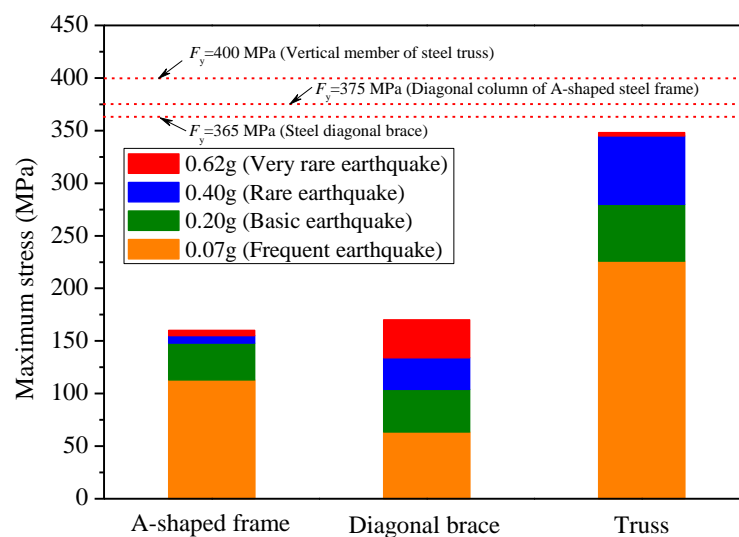 450
400
350
300
250
200
150
100
50
0
Maximum stress (MPa)
Fy=400 MPa (Vertical member of steel truss)
Fy=375 MPa (Diagonal column of A-shaped steel frame)
Fy=365 MPa (Steel diagonal brace)
0.62g (Very rare earthquake)
0.40g (Rare earthquake)
0.20g (Basic earthquake)
0.07g (Frequent earthquake)
A-shaped frame
Diagonal brace
Truss